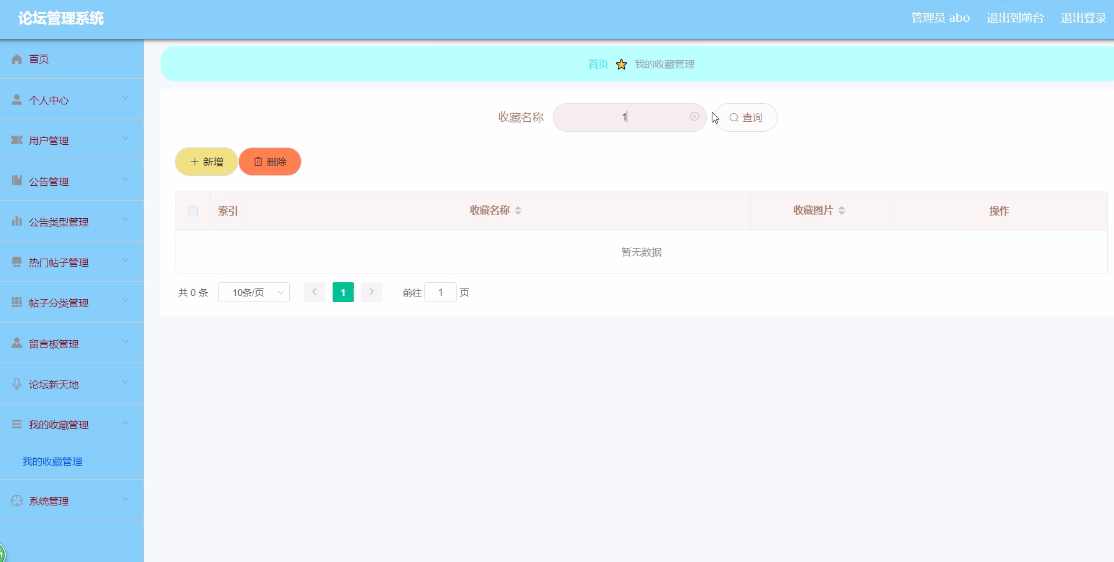 论坛管理系统
管理员 abo 退出到前台 退出登录
首页
个人中心
用户管理
公告管理
公告类型管理
热门帖子管理
帖子分类管理
留言板管理
论坛新天地
我的收藏管理
我的收藏管理
系统管理
首页 我的收藏管理
收藏名称 1 查询
新增 删除
索引 收藏名称 收藏图片 操作
暂无数据
共 0 条 10条/页 1 前往 1 页